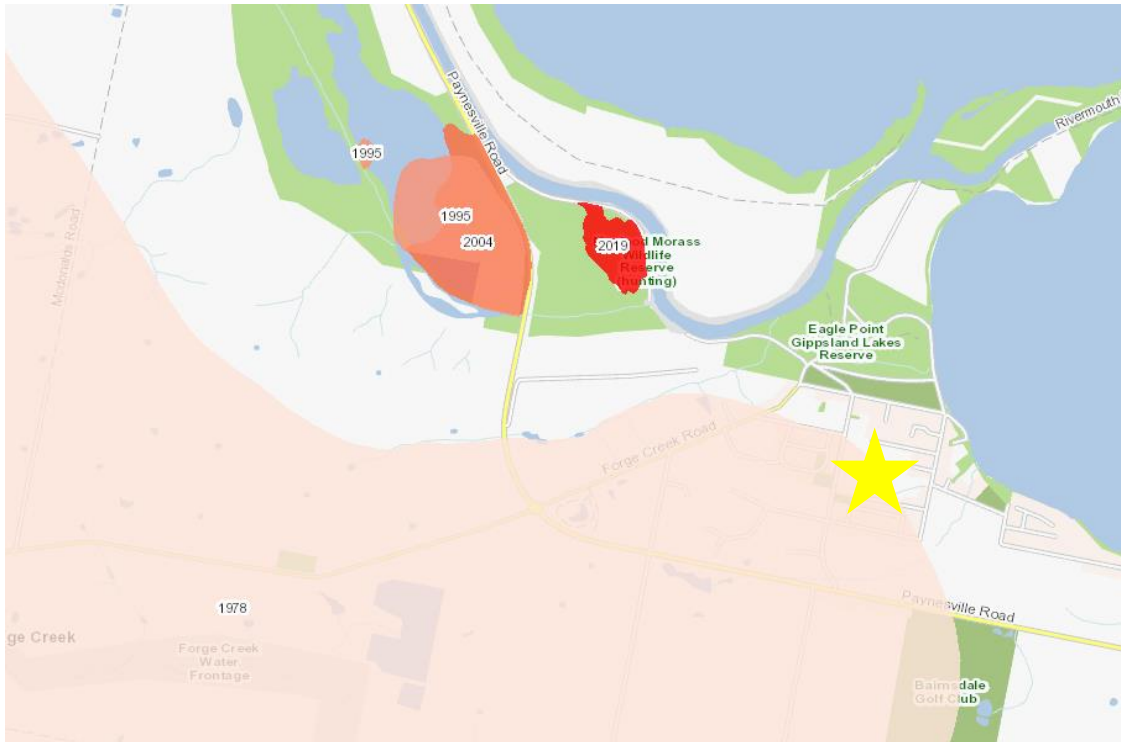 Paynesville Road
Rivermouth
1995
1995
2004
2019
od Morass
Wildlife
Reserve
(hunting)
Mcdonalds Road
Eagle Point
Gippsland Lakes
Reserve
Forge Creek Road
1978
Paynesville Road
ge Creek
Forge Creek
Water
Frontage
Bairnsdale
Golf Club